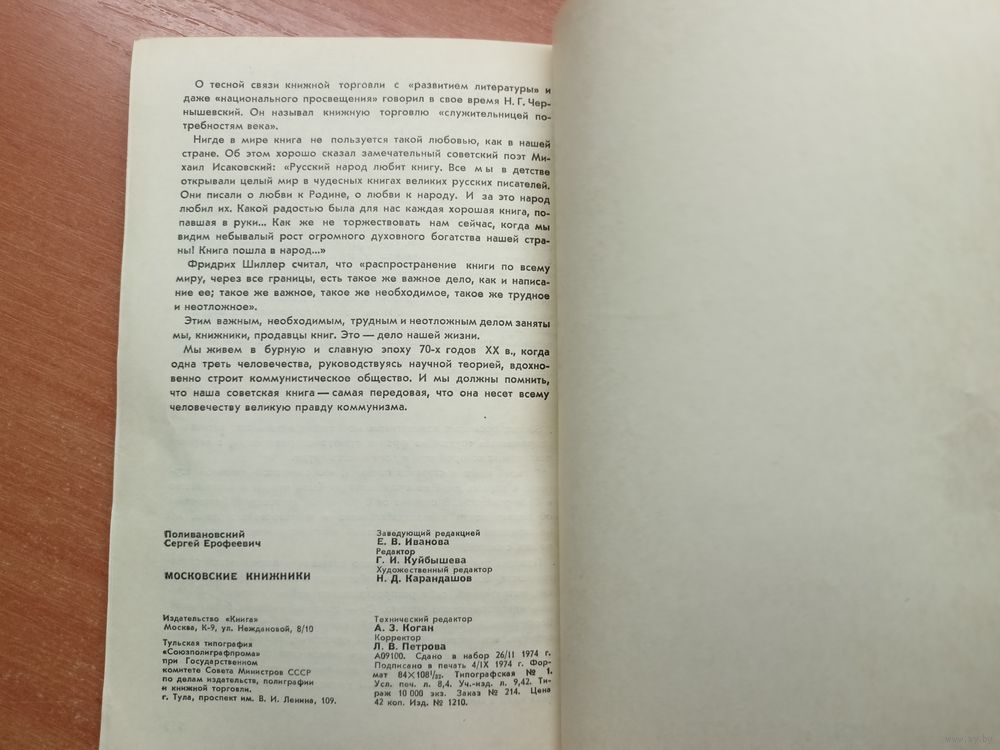 О тесной связи книжной торговли с «развитием литературы» и
даже «национального просвещения» говорил в свое время Н. Г. Чер-
нышевский. Он называл книжную торговлю «служительницей по-
требностям века».
Нигде в мире книга не пользуется такой любовью, как в нашей
стране. Об этом хорошо сказал замечательный советский поэт Ми-
хаил Исаковский: «Русский народ любит книгу. Все мы в детстве
открывали целый мир в чудесных книгах великих русских писателей.
Они писали о любви к Родине, о любви к народу. И за это народ
любил их. Какой радостью была для нас каждая хорошая книга, по-
павшая в руки... Как же не торжествовать нам сейчас, когда мы
видим небывалый рост огромного духовного богатства нашей стра-
ны! Книга пошла в народ...»
Фридрих Шиллер считал, что «распространение книги по всему
миру, через все границы, есть такое же важное дело, как и написа-
ние ее; такое же важное, такое же необходимое, такое же трудное
и неотложное».
Этим важным, необходимым, трудным и неотложным делом заняты
мы, книжники, продавцы книг. Это — дело нашей жизни.
Мы живем в бурную и славную эпоху 70-х годов XX в., когда
одна треть человечества, руководствуясь научной теорией, вдохно-
венно строит коммунистическое общество. И мы должны помнить,
что наша советская книга — самая передовая, что она несет всему
человечеству великую правду коммунизма.
Поливановский
Сергей Ерофеевич
МОСКОВСКИЕ КНИЖНИКИ
Издательство «Книга»
Москва, К-9, ул. Неждановой, 8/10
Тульская типография
«Союзполиграфпрома»
при Государственном
комитете Совета Министров СССР
по делам издательств, полиграфии
и книжной торговли.
г. Тула, проспект им. В. И. Ленина, 109.
Заведующий редакцией
Е. В. Иванова
Редактор
Г. И. Куйбышева
Художественный редактор
Н. Д. Карандашов
Технический редактор
А. З. Коган
Корректор
Л. В. Петрова
А09100. Сдано в набор 26/II 1974 г.
Подписано в печать 4/IX 1974 г. Фор-
мат 84×108¹/₃₂. Типографская № 1.
Усл. печ. л. 8,4. Уч.-изд. л. 9,42. Ти-
раж 10 000 экз. Заказ № 214. Цена
42 коп. Изд. № 1210.
www.ay.by